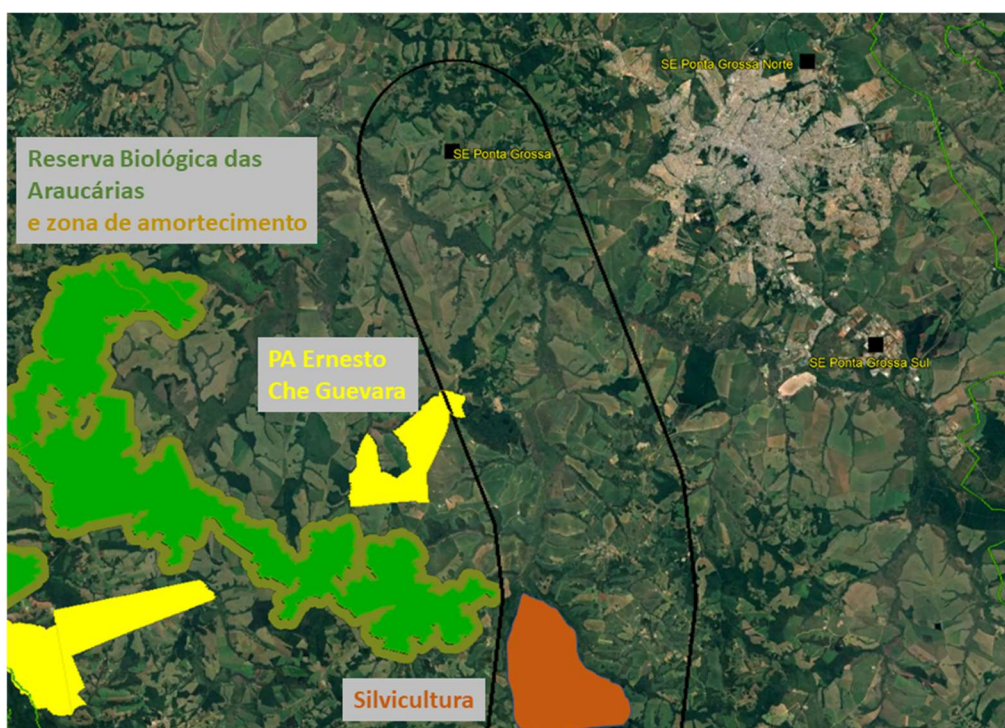 SE Ponta Grossa Norte
SE Ponta Grossa
Reserva Biológica das
Araucárias
e zona de amortecimento
PA Ernesto
Che Guevara
SE Ponta Grossa Sul
Silvicultura